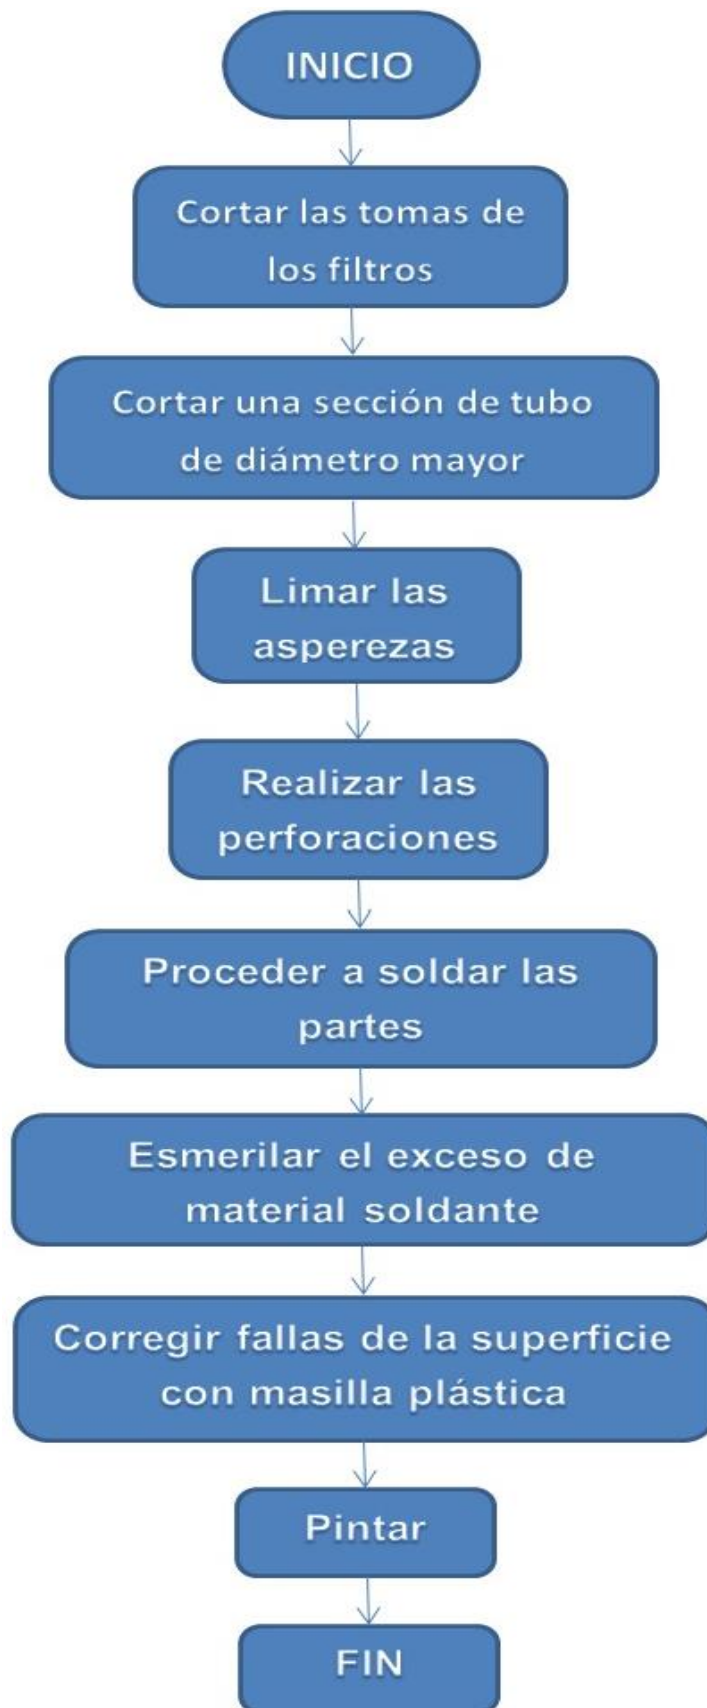 INICIO
Cortar las tomas de
los filtros
Cortar una sección de tubo
de diámetro mayor
Limar las
asperezas
Realizar las
perforaciones
Proceder a soldar las
partes
Esmerilar el exceso de
material soldante
Corregir fallas de la superficie
con masilla plástica
Pintar
FIN